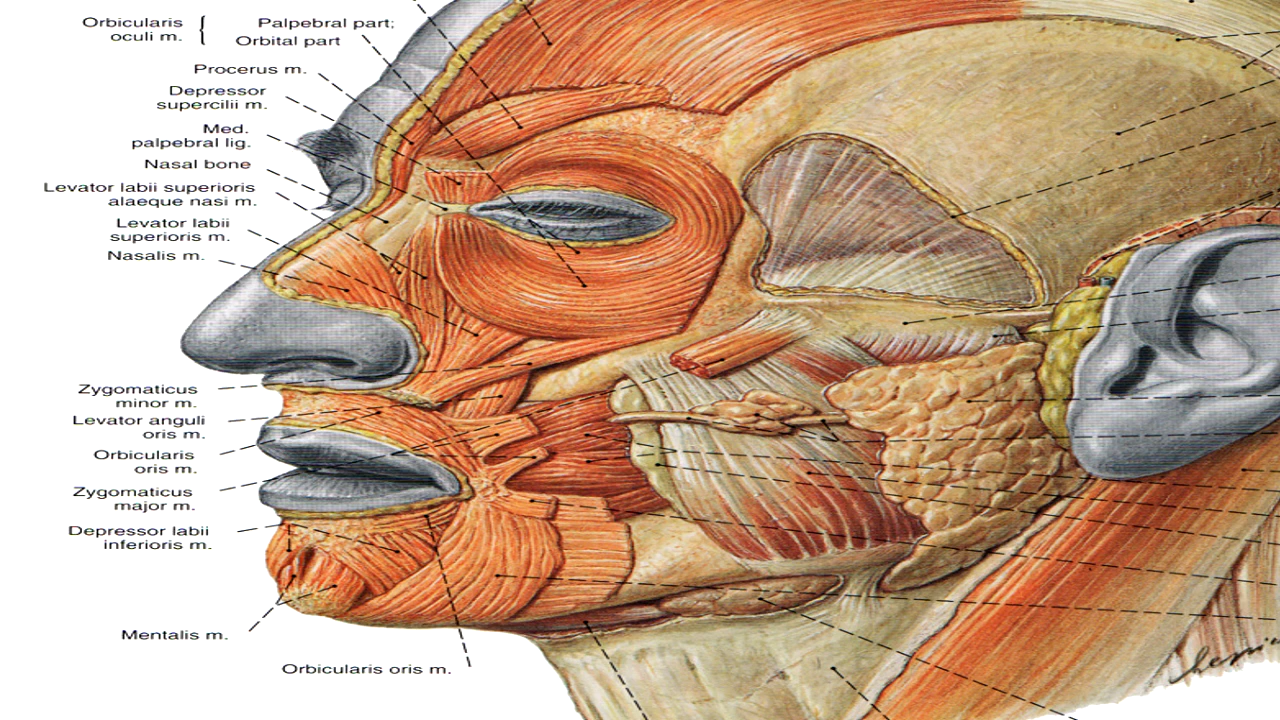 Orbicularis
oculi m.
Palpebral part;
Orbital part
Procerus m.
Depressor
supercilii m.
Med.
palpebral lig.
Nasal bone
Levator labii superioris
alaeque nasi m.
Levator labii
superioris m.
Nasalis m.
Zygomaticus
minor m.
Levator anguli
oris m.
Orbicularis
oris m.
Zygomaticus
major m.
Depressor labii
inferioris m.
Mentalis m.
Orbicularis oris m.